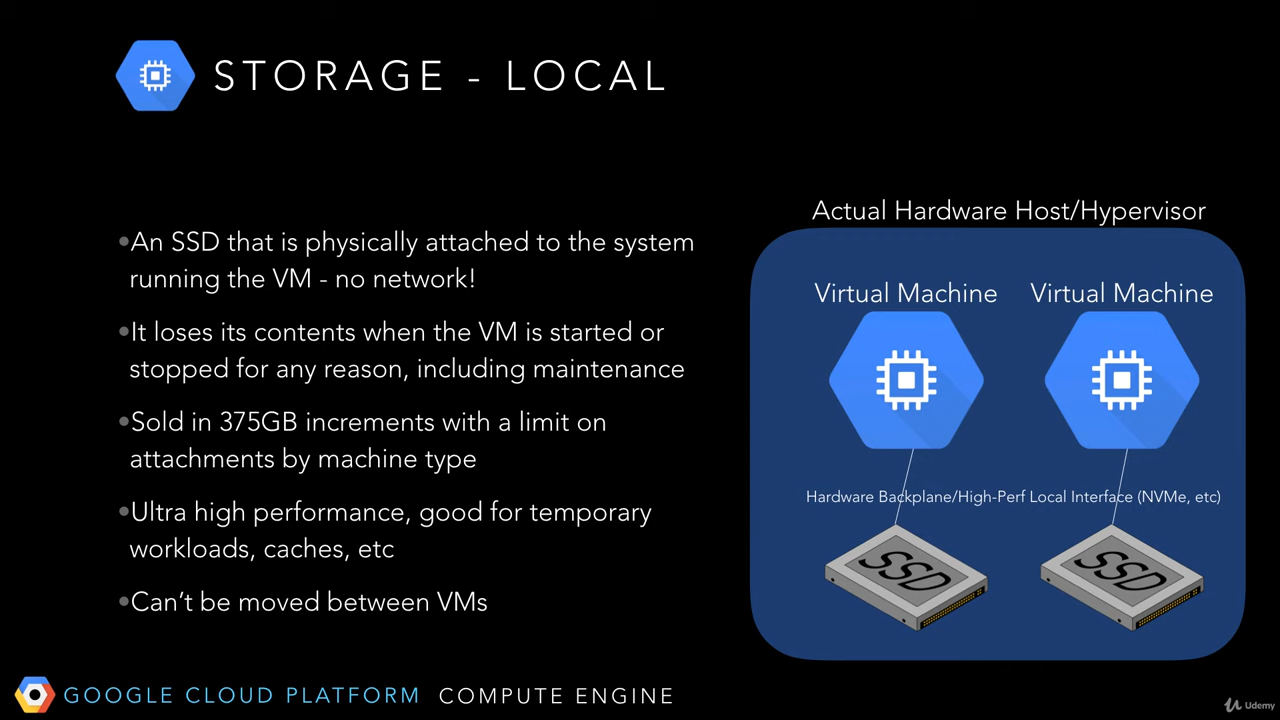 STORAGE - LOCAL
•An SSD that is physically attached to the system
running the VM - no network!
•It loses its contents when the VM is started or
stopped for any reason, including maintenance
•Sold in 375GB increments with a limit on
attachments by machine type
•Ultra high performance, good for temporary
workloads, caches, etc
•Can't be moved between VMs
Actual Hardware Host/Hypervisor
Virtual Machine
Virtual Machine
Hardware Backplane/High-Perf Local Interface (NVMe, etc)
SSD
SSD
GOOGLE CLOUD PLATFORM COMPUTE ENGINE
Udemy